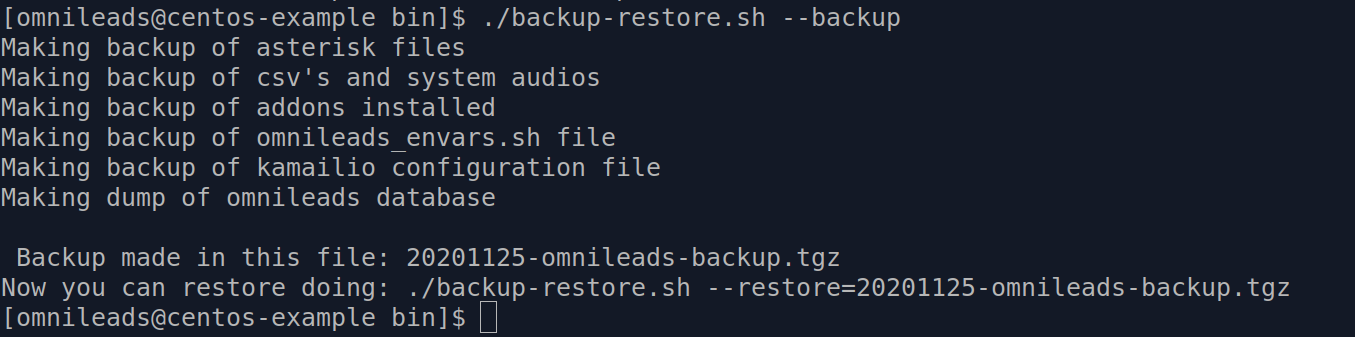 [omnileads@centos-example bin]$ ./backup-restore.sh --backup
Making backup of asterisk files
Making backup of csv's and system audios
Making backup of addons installed
Making backup of omnileads_envars.sh file
Making backup of kamailio configuration file
Making dump of omnileads database
Backup made in this file: 20201125-omnileads-backup.tgz
Now you can restore doing: ./backup-restore.sh --restore=20201125-omnileads-backup.tgz
[omnileads@centos-example bin]$